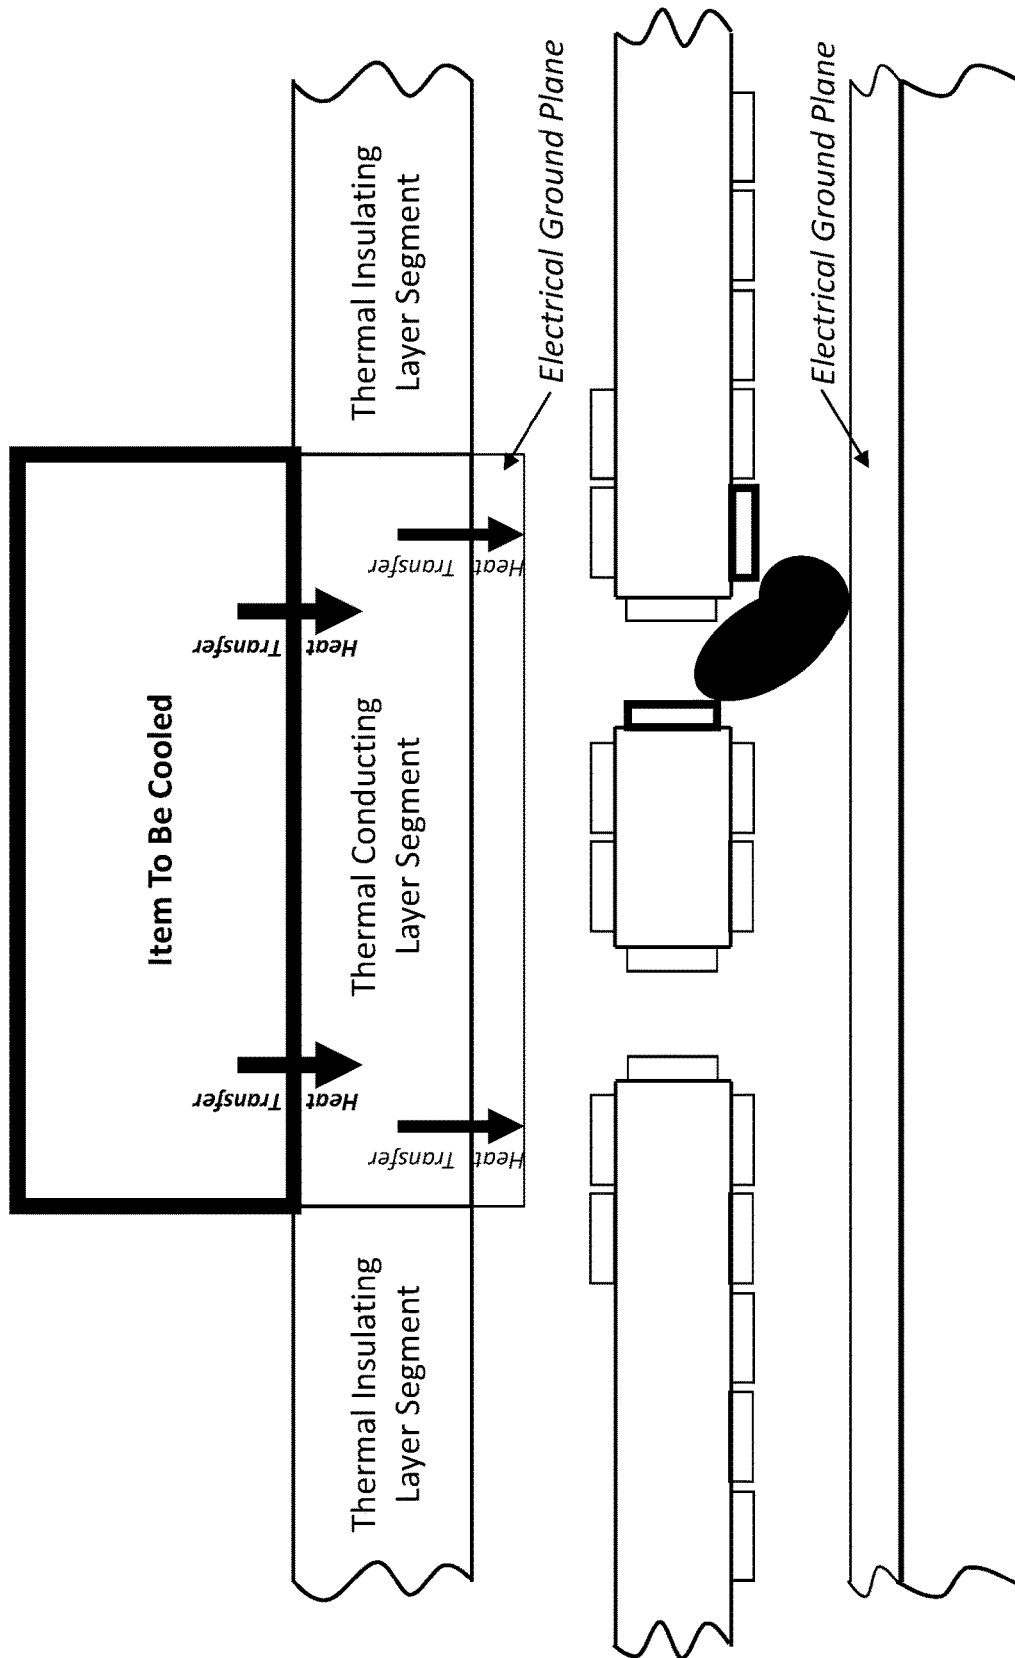 Item To Be Cooled
Heat Transfer
Heat Transfer
Heat Transfer
Heat Transfer
Thermal Insulating
Layer Segment
Thermal Conducting
Layer Segment
Thermal Insulating
Layer Segment
Electrical Ground Plane
Electrical Ground Plane